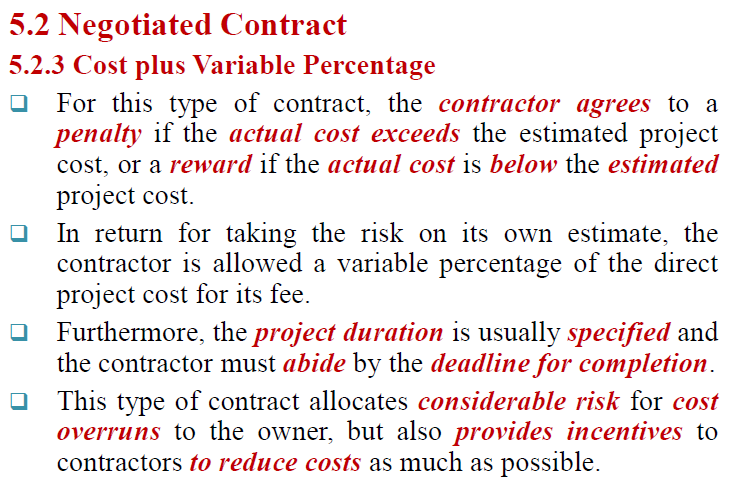 5.2 Negotiated Contract
5.2.3 Cost plus Variable Percentage
❑ For this type of contract, the contractor agrees to a
penalty if the actual cost exceeds the estimated project
cost, or a reward if the actual cost is below the estimated
project cost.
❑ In return for taking the risk on its own estimate, the
contractor is allowed a variable percentage of the direct
project cost for its fee.
❑ Furthermore, the project duration is usually specified and
the contractor must abide by the deadline for completion.
❑ This type of contract allocates considerable risk for cost
overruns to the owner, but also provides incentives to
contractors to reduce costs as much as possible.